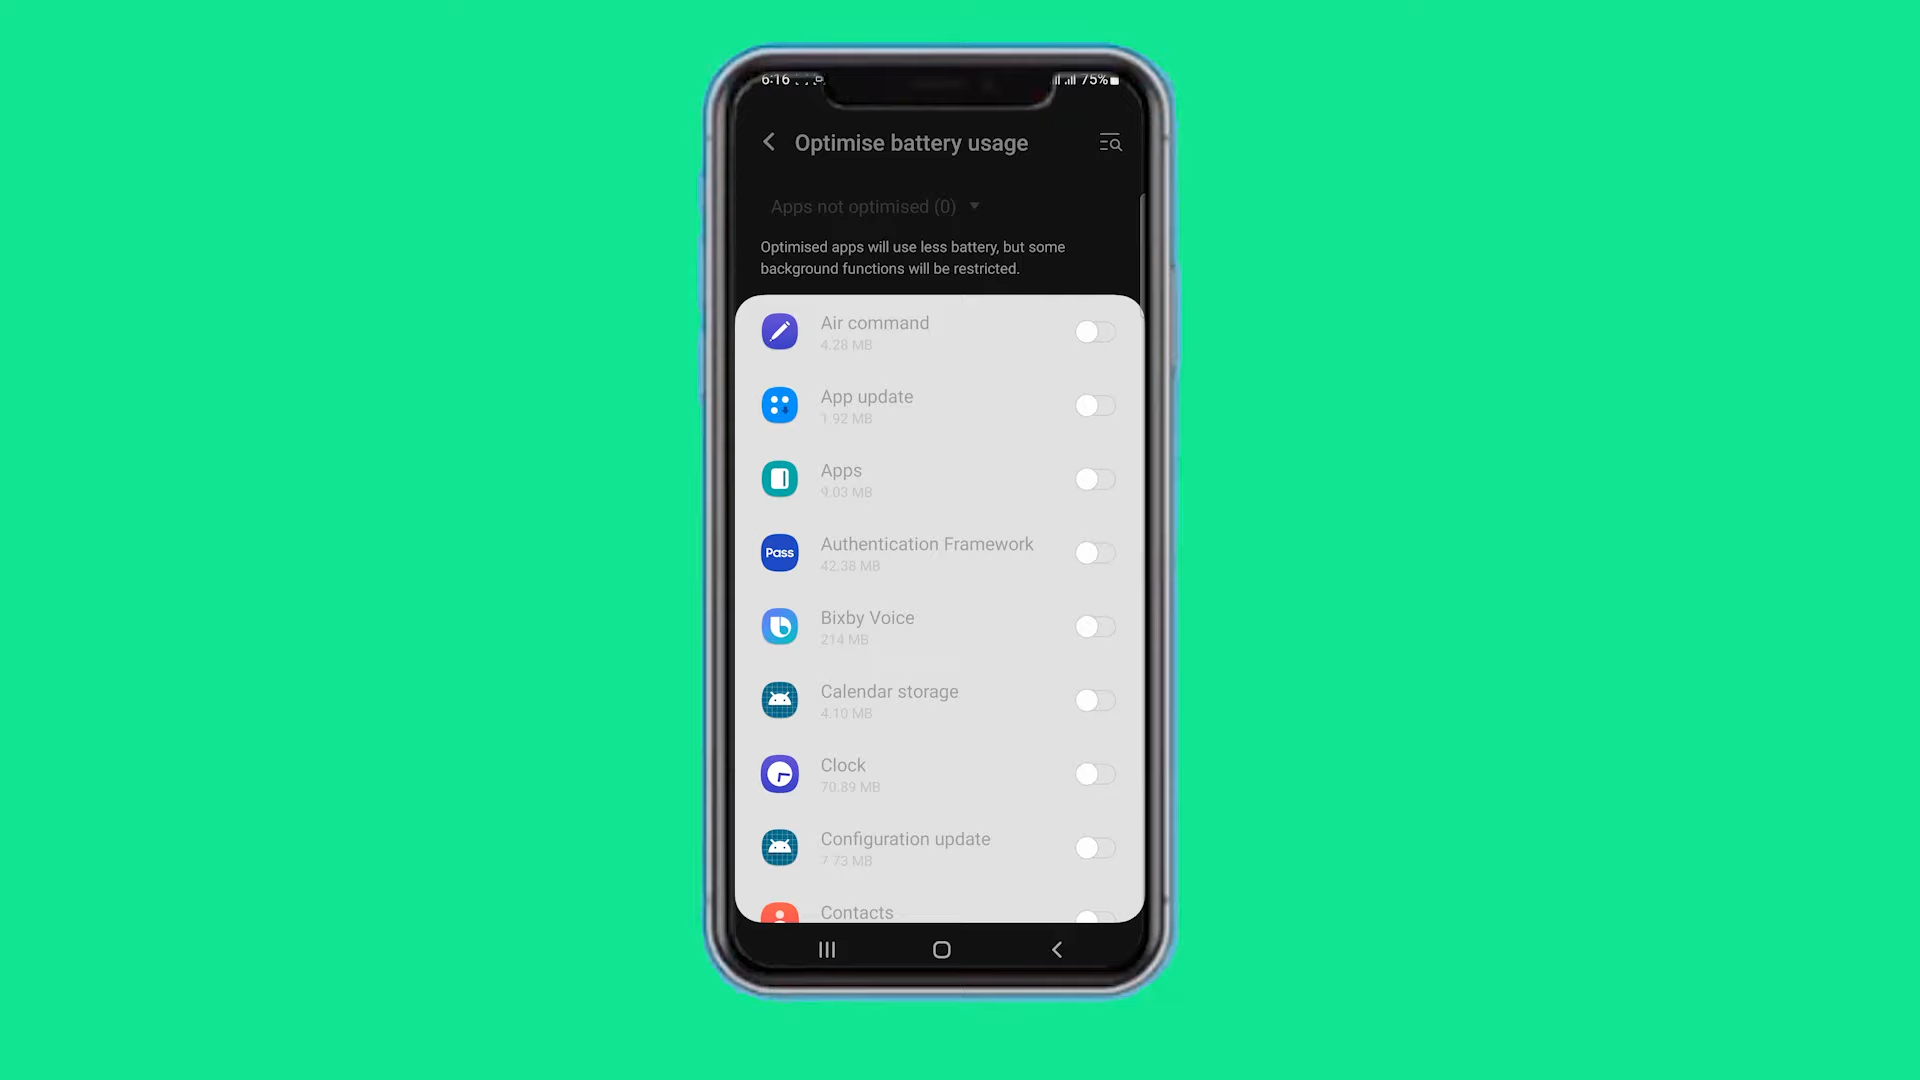 6:16
75%
Optimise battery usage
Apps not optimised (0)
Optimised apps will use less battery, but some
background functions will be restricted.
Air command
4.28 MB
App update
1.92 MB
Apps
9.03 MB
Pass
Authentication Framework
42.38 MB
Bixby Voice
214 MB
Calendar storage
4.10 MB
Clock
70.89 MB
Configuration update
7.73 MB
Contacts